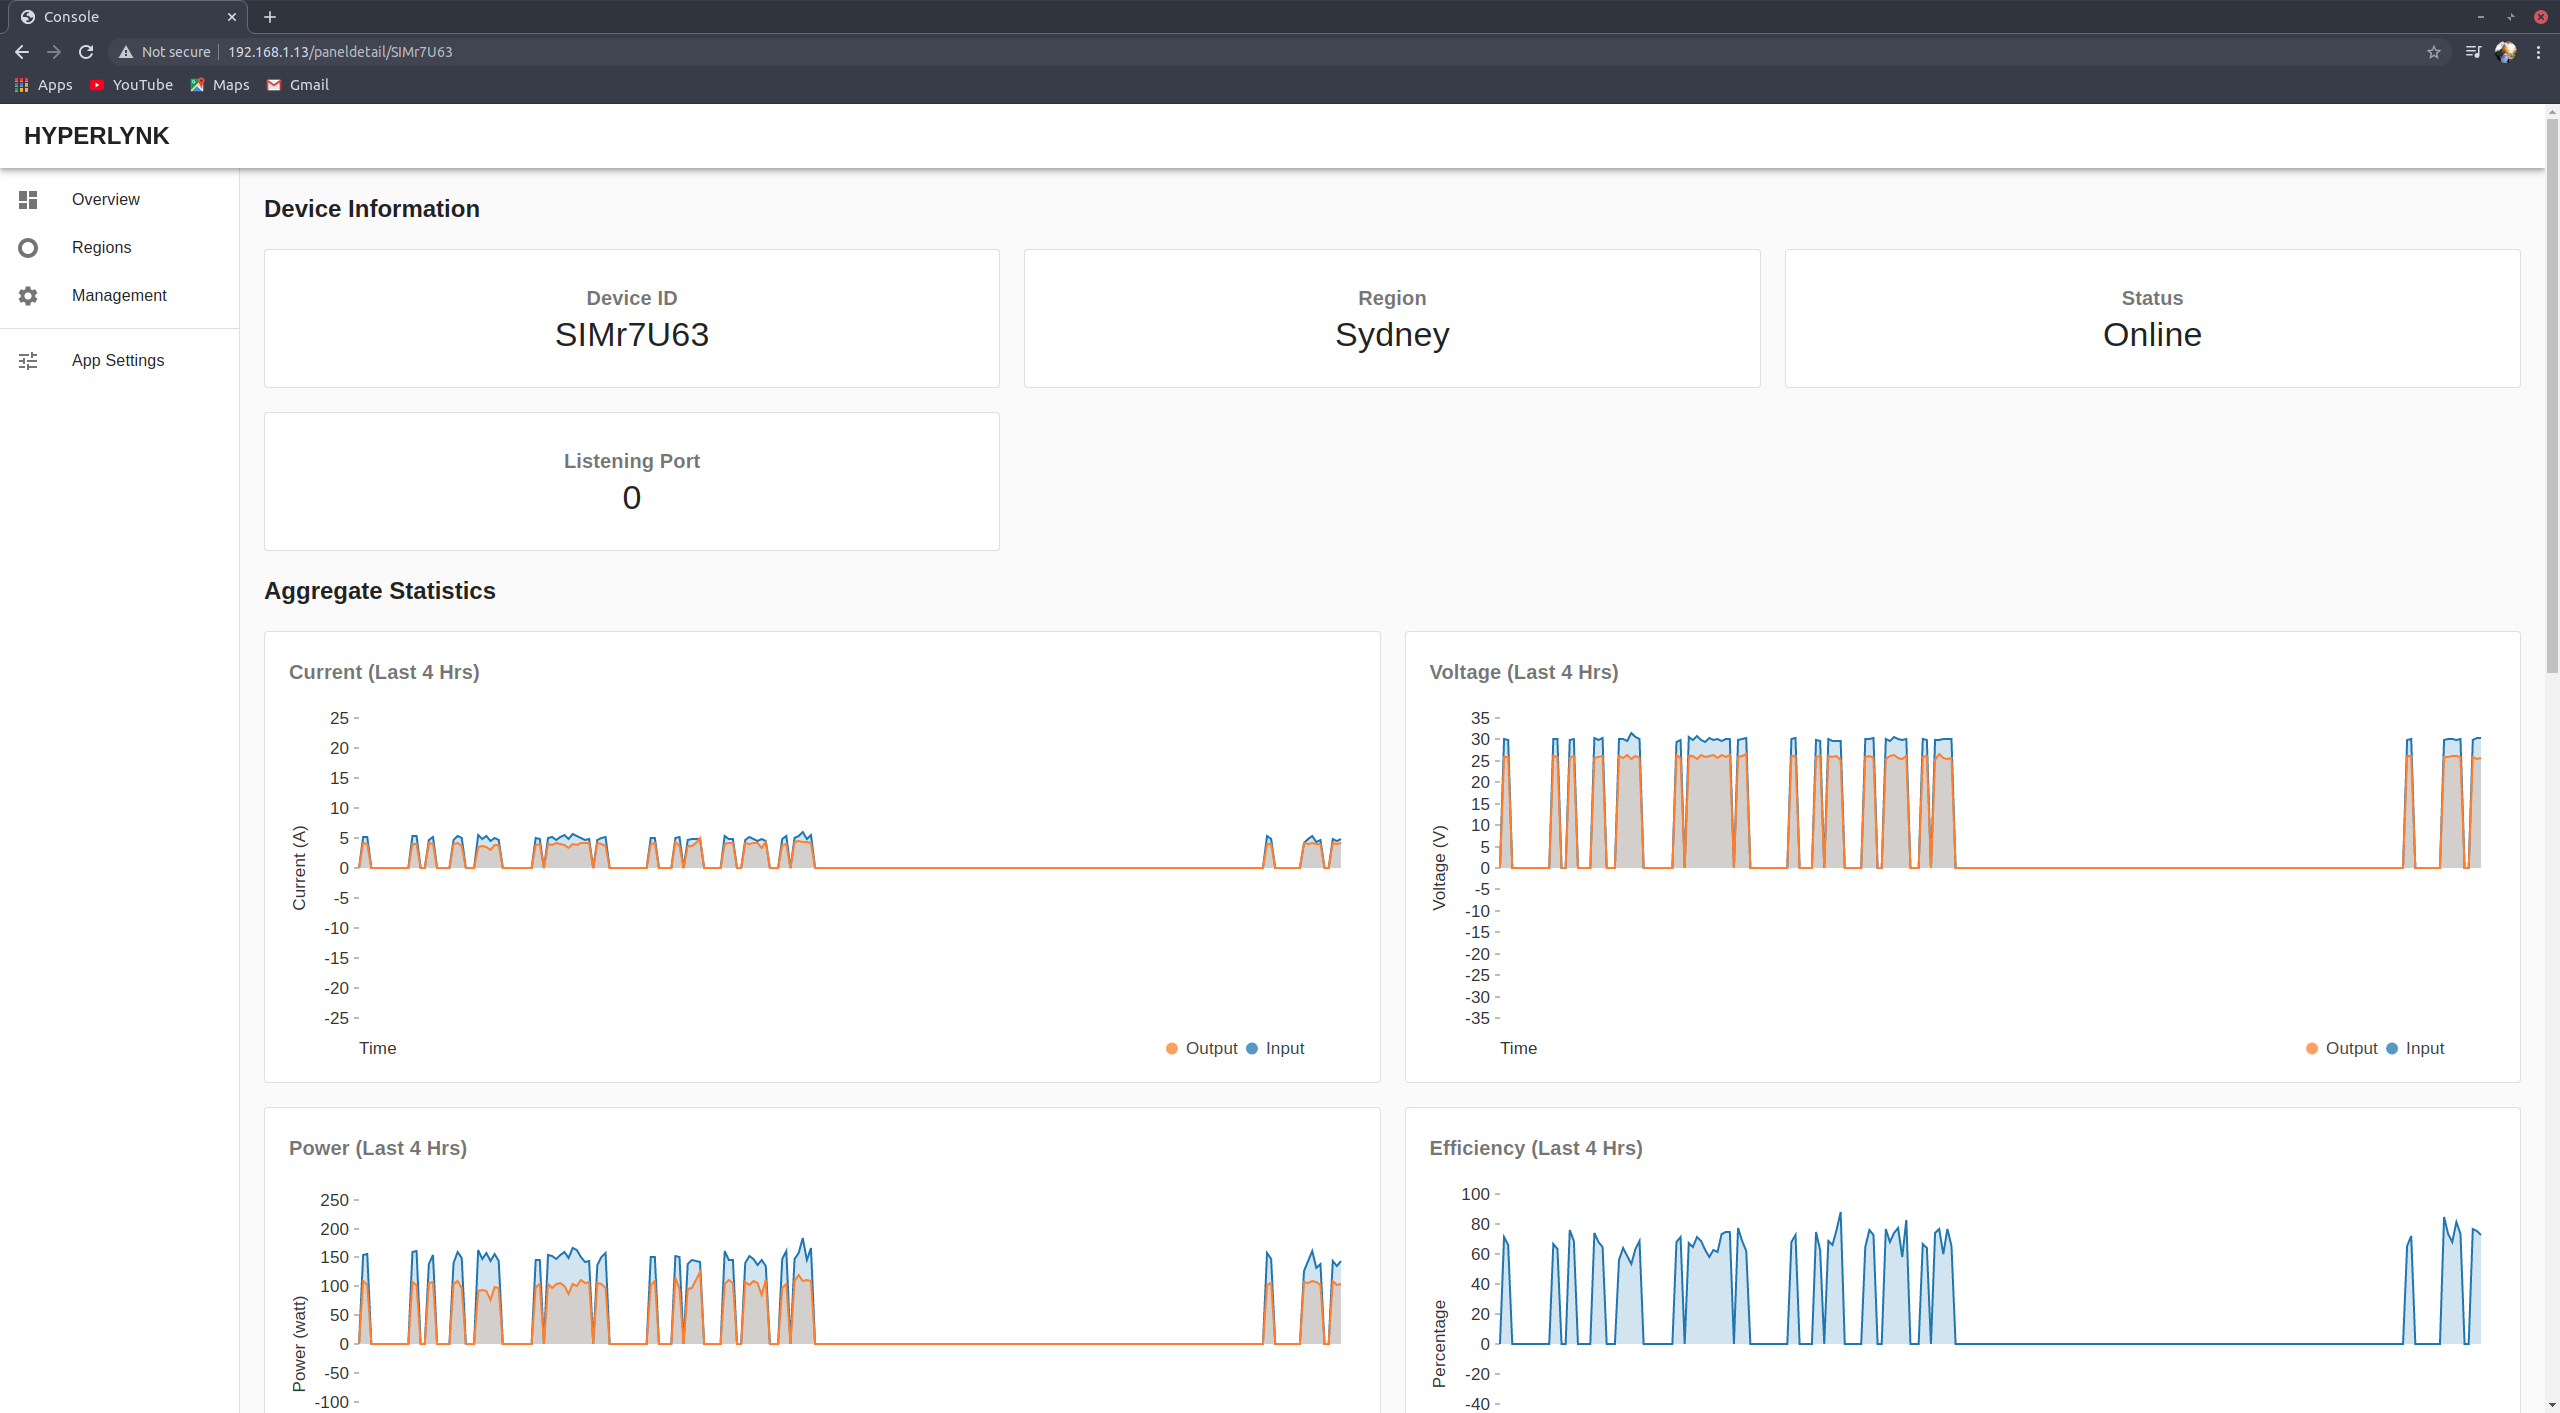 Console
Not secure 192.168.1.13/paneldetail/SIMr7U63
Apps YouTube Maps Gmail
HYPERLYNK
Overview
Regions
Management
App Settings
Device Information
Device ID
SIMr7U63
Region
Sydney
Status
Online
Listening Port
0
Aggregate Statistics
Current (Last 4 Hrs)
25
20
15
10
5
0
-5
-10
-15
-20
-25
Current (A)
Time
Output Input
Voltage (Last 4 Hrs)
35
30
25
20
15
10
5
0
-5
-10
-15
-20
-25
-30
-35
Voltage (V)
Time
Output Input
Power (Last 4 Hrs)
250
200
150
100
50
0
-50
-100
Power (watt)
Efficiency (Last 4 Hrs)
100
80
60
40
20
0
-20
-40
Percentage